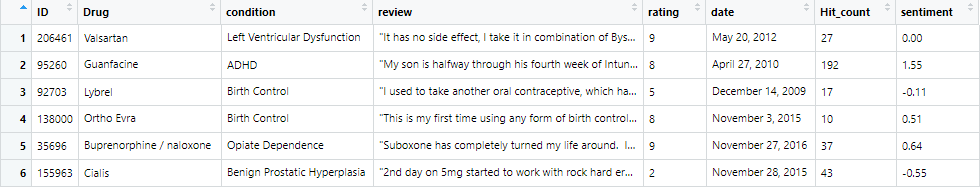 ID Drug condition review rating date Hit_count sentiment
1 206461 Valsartan Left Ventricular Dysfunction "It has no side effect, I take it in combination of Bys... 9 May 20, 2012 27 0.00
2 95260 Guanfacine ADHD "My son is halfway through his fourth week of Intun... 8 April 27, 2010 192 1.55
3 92703 Lybrel Birth Control "I used to take another oral contraceptive, which ha... 5 December 14, 2009 17 -0.11
4 138000 Ortho Evra Birth Control "This is my first time using any form of birth control... 8 November 3, 2015 10 0.51
5 35696 Buprenorphine / naloxone Opiate Dependence "Suboxone has completely turned my life around. I... 9 November 27, 2016 37 0.64
6 155963 Cialis Benign Prostatic Hyperplasia "2nd day on 5mg started to work with rock hard er... 2 November 28, 2015 43 -0.55